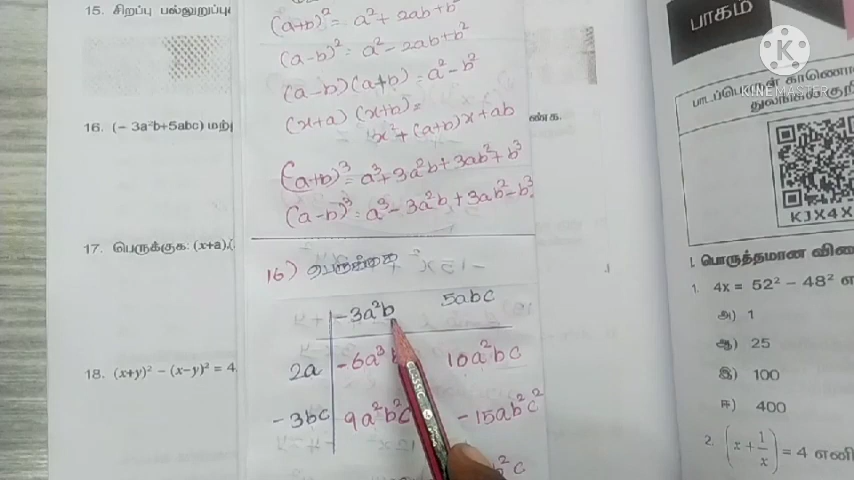 15. சிறப்பு பல்லுறுப்பு
(a+b)² = a² + 2ab + b²
(a-b)² = a² - 2ab + b²
(a-b)(a+b) = a² - b²
(x+a)(x+b) =
x² + (a+b)x + ab
(a+b)³ = a³ + 3a²b + 3ab² + b³
(a-b)³ = a³ - 3a²b + 3ab² - b³
16. (- 3a²b+5abc) மற்
17. பெருக்குக: (x+a)
18. (x+y)² – (x–y)² = 4
16)
-3a²b 5abc
2a -6a³ 10a²bc
-3bc 9a²b²c -15ab²c²
b²c
பாகம்
KINEMASTER
KJX4X
I. பொருத்தமான
1. 4x = 52² – 48² எ
அ) 1
ஆ) 25
இ) 100
ஈ) 400
2. (x + 1/x) = 4 எனி